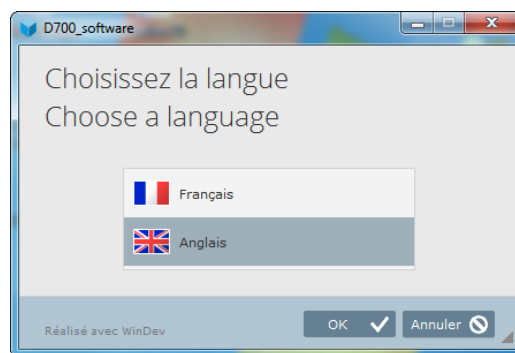 D700_software
Choisissez la langue
Choose a language
Français
Anglais
Réalisé avec WinDev
OK
Annuler